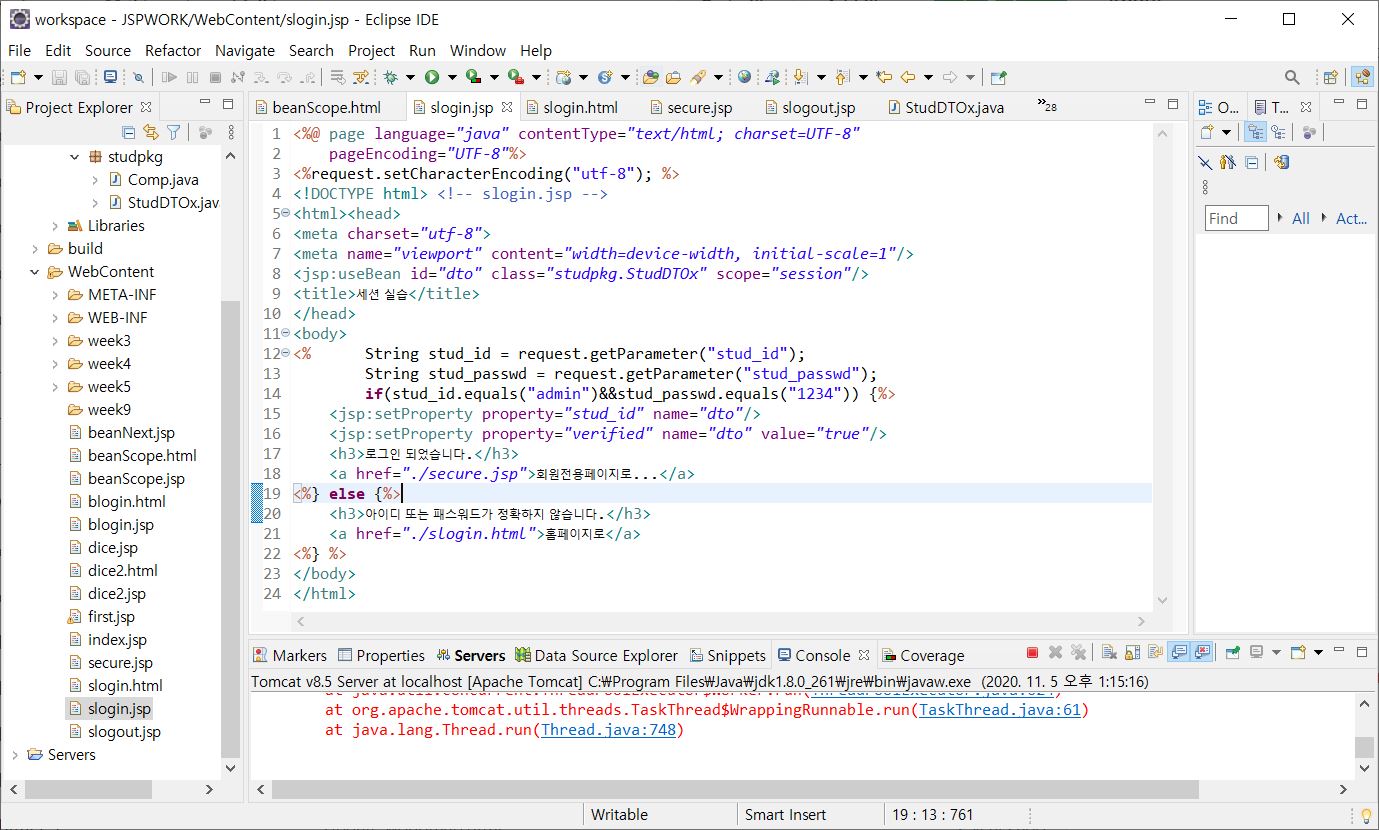 workspace - JSPWORK/WebContent/slogin.jsp - Eclipse IDE
File Edit Source Refactor Navigate Search Project Run Window Help
Project Explorer
studpkg
Comp.java
StudDTOx.jav
Libraries
build
WebContent
META-INF
WEB-INF
week3
week4
week5
week9
beanNext.jsp
beanScope.html
beanScope.jsp
blogin.html
blogin.jsp
dice.jsp
dice2.html
dice2.jsp
first.jsp
index.jsp
secure.jsp
slogin.html
slogin.jsp
slogout.jsp
Servers
beanScope.html slogin.jsp slogin.html secure.jsp slogout.jsp StudDTOx.java »28
1 <%@ page language="java" contentType="text/html; charset=UTF-8"
2 pageEncoding="UTF-8"%>
3 <%request.setCharacterEncoding("utf-8"); %>
4 <!DOCTYPE html> <!-- slogin.jsp -->
5 <html><head>
6 <meta charset="utf-8">
7 <meta name="viewport" content="width=device-width, initial-scale=1"/>
8 <jsp:useBean id="dto" class="studpkg.StudDTOx" scope="session"/>
9 <title>세션 실습</title>
10 </head>
11 <body>
12 <% String stud_id = request.getParameter("stud_id");
13 String stud_passwd = request.getParameter("stud_passwd");
14 if(stud_id.equals("admin")&&stud_passwd.equals("1234")) {%>
15 <jsp:setProperty property="stud_id" name="dto"/>
16 <jsp:setProperty property="verified" name="dto" value="true"/>
17 <h3>로그인 되었습니다.</h3>
18 <a href="./secure.jsp">회원전용페이지로...</a>
19 <%} else {%>
20 <h3>아이디 또는 패스워드가 정확하지 않습니다.</h3>
21 <a href="./slogin.html">홈페이지로</a>
22 <%} %>
23 </body>
24 </html>
O... T...
Find All Act...
Markers Properties Servers Data Source Explorer Snippets Console Coverage
Tomcat v8.5 Server at localhost [Apache Tomcat] C:₩Program Files₩Java₩jdk1.8.0_261₩jre₩bin₩javaw.exe (2020. 11. 5 오후 1:15:16)
at java.util.concurrent.ThreadPoolExecutor$Worker.run(ThreadPoolExecutor.java:624)
at org.apache.tomcat.util.threads.TaskThread$WrappingRunnable.run(TaskThread.java:61)
at java.lang.Thread.run(Thread.java:748)
Writable Smart Insert 19 : 13 : 761